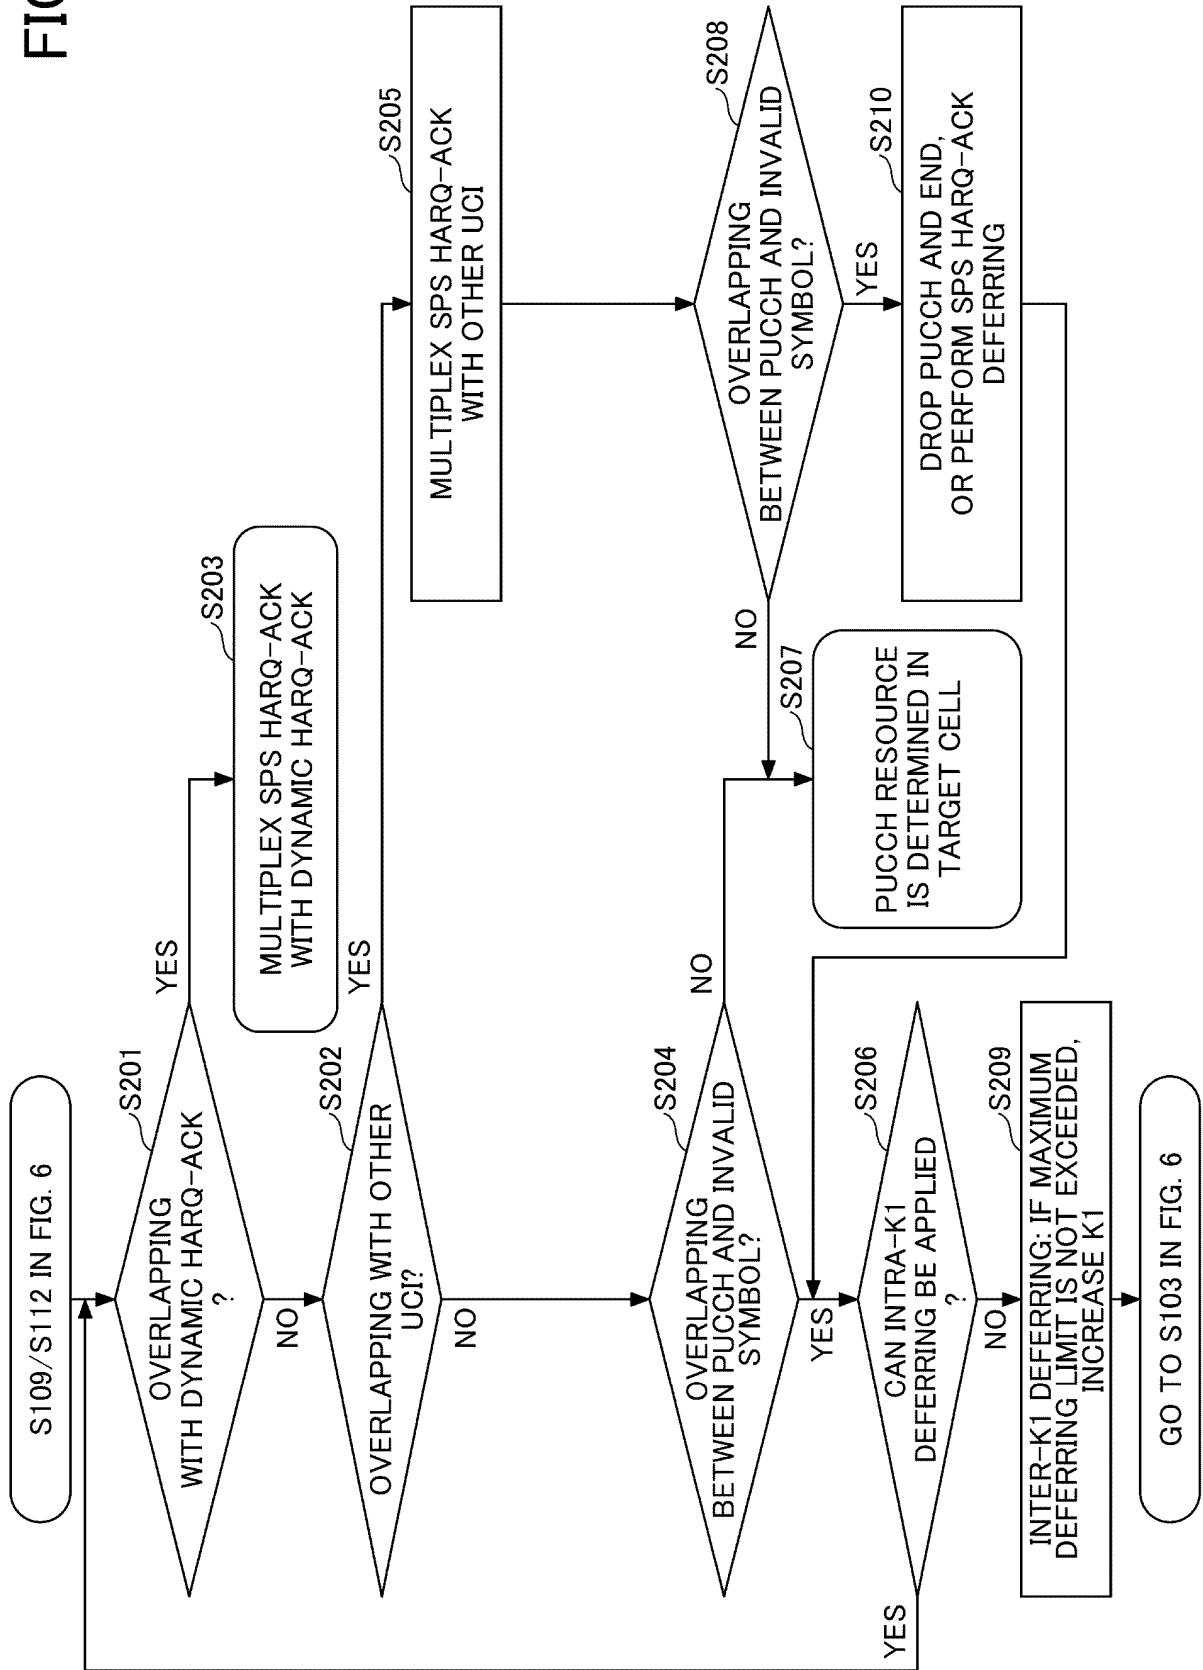 FIG
S109/S112 IN FIG. 6
S201
OVERLAPPING
WITH DYNAMIC HARQ-ACK
?
YES
NO
S203
MULTIPLEX SPS HARQ-ACK
WITH DYNAMIC HARQ-ACK
S202
OVERLAPPING WITH OTHER
UCI?
YES
NO
S205
MULTIPLEX SPS HARQ-ACK
WITH OTHER UCI
S204
OVERLAPPING
BETWEEN PUCCH AND INVALID
SYMBOL?
NO
YES
S208
OVERLAPPING
BETWEEN PUCCH AND INVALID
SYMBOL?
NO
YES
S207
PUCCH RESOURCE
IS DETERMINED IN
TARGET CELL
S210
DROP PUCCH AND END,
OR PERFORM SPS HARQ-ACK
DEFERRING
S206
CAN INTRA-K1
DEFERRING BE APPLIED
?
YES
NO
S209
INTER-K1 DEFERRING: IF MAXIMUM
DEFERRING LIMIT IS NOT EXCEEDED,
INCREASE K1
GO TO S103 IN FIG. 6